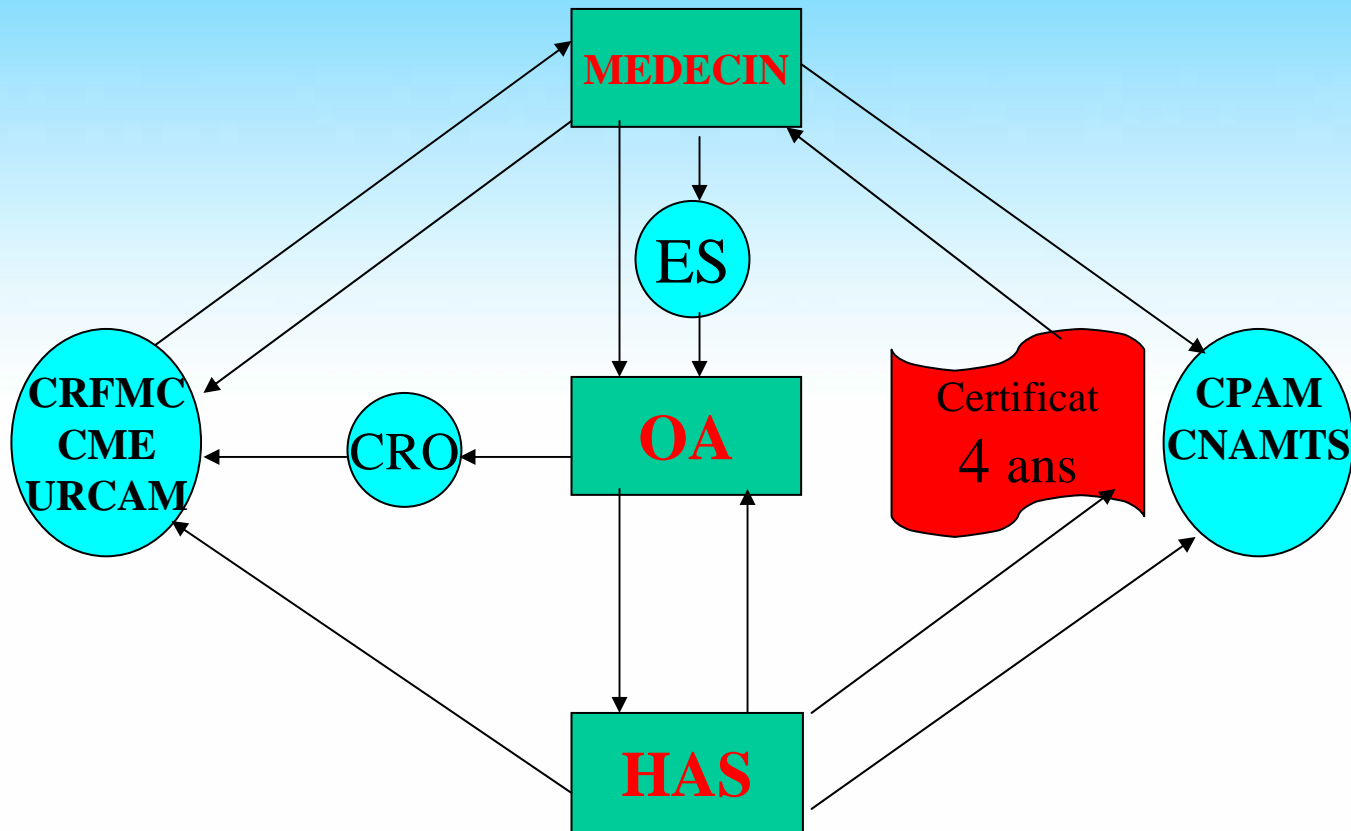 MEDECIN
ES
CRFMC
CME
URCAM
CRO
OA
Certificat
4 ans
CPAM
CNAMTS
HAS